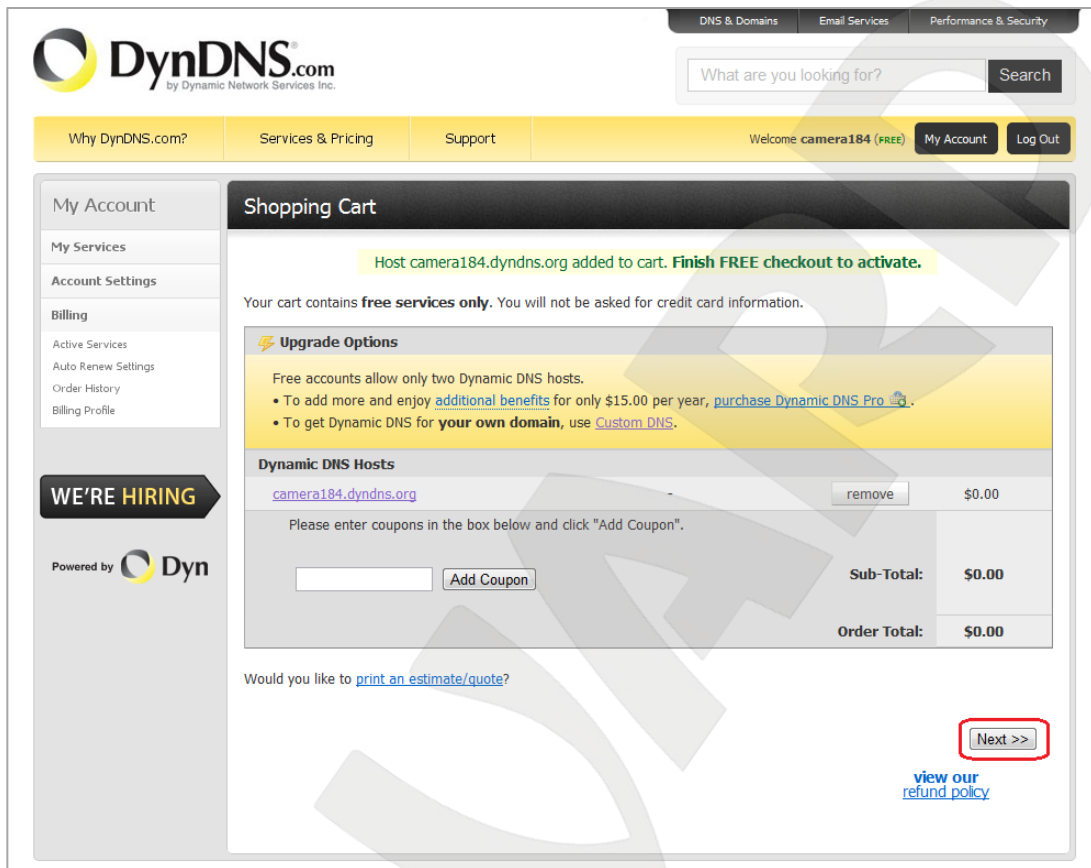 DNS & Domains Email Services Performance & Security
DynDNS.com
by Dynamic Network Services Inc.
What are you looking for? Search
Why DynDNS.com? Services & Pricing Support Welcome camera184 (FREE) My Account Log Out
My Account
My Services
Account Settings
Billing
Active Services
Auto Renew Settings
Order History
Billing Profile
WE'RE HIRING
Powered by Dyn
Shopping Cart
Host camera184.dyndns.org added to cart. Finish FREE checkout to activate.
Your cart contains free services only. You will not be asked for credit card information.
Upgrade Options
Free accounts allow only two Dynamic DNS hosts.
• To add more and enjoy additional benefits for only $15.00 per year, purchase Dynamic DNS Pro .
• To get Dynamic DNS for your own domain, use Custom DNS.
Dynamic DNS Hosts
camera184.dyndns.org - remove $0.00
Please enter coupons in the box below and click "Add Coupon".
Add Coupon Sub-Total: $0.00
Order Total: $0.00
Would you like to print an estimate/quote?
Next >>
view our
refund policy